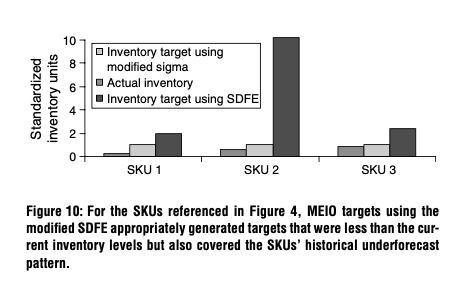 Standardized
inventory units
10
8
6
4
2
0
Inventory target using
modified sigma
Actual inventory
Inventory target using SDFE
SKU 1
SKU 2
SKU 3
Figure 10: For the SKUs referenced in Figure 4, MEIO targets using the
modified SDFE appropriately generated targets that were less than the cur-
rent inventory levels but also covered the SKUs' historical underforecast
pattern.